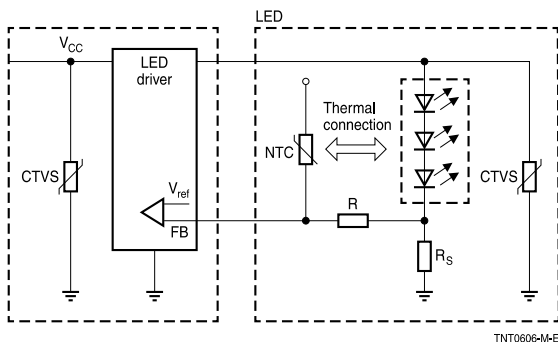 LED
V_CC
LED
driver
Thermal
connection
NTC
CTVS
CTVS
V_ref
FB
R
R_S
TNT0606-M-E